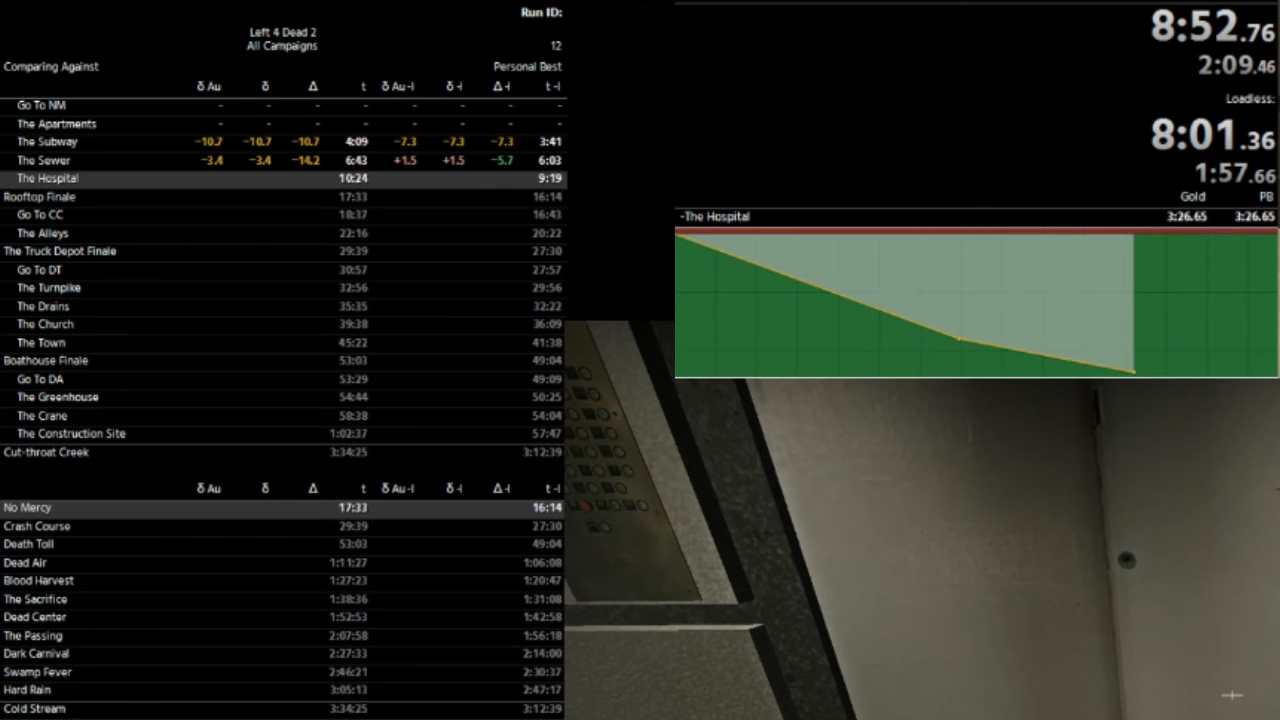 Run ID:
Left 4 Dead 2
All Campaigns
12
Comparing Against Personal Best
δ Au δ Δ t δ Au-l δ -l Δ -l t -l
Go To NM - - - - - - - -
The Apartments - - - - - - - -
The Subway −10.7 −10.7 −10.7 4:09 −7.3 −7.3 −7.3 3:41
The Sewer −3.4 −3.4 −14.2 6:43 +1.5 +1.5 −5.7 6:03
The Hospital 10:24 9:19
Rooftop Finale 17:33 16:14
Go To CC 18:37 16:43
The Alleys 22:16 20:22
The Truck Depot Finale 29:39 27:30
Go To DT 30:57 27:57
The Turnpike 32:56 29:56
The Drains 35:35 32:22
The Church 39:38 36:09
The Town 45:22 41:38
Boathouse Finale 53:03 49:04
Go To DA 53:29 49:09
The Greenhouse 54:44 50:25
The Crane 58:38 54:04
The Construction Site 1:02:37 57:47
Cut-throat Creek 3:34:25 3:12:39
δ Au δ Δ t δ Au-l δ -l Δ -l t -l
No Mercy 17:33 16:14
Crash Course 29:39 27:30
Death Toll 53:03 49:04
Dead Air 1:11:27 1:06:08
Blood Harvest 1:27:23 1:20:47
The Sacrifice 1:38:36 1:31:08
Dead Center 1:52:53 1:42:58
The Passing 2:07:58 1:56:18
Dark Carnival 2:27:33 2:14:00
Swamp Fever 2:46:21 2:30:37
Hard Rain 3:05:13 2:47:17
Cold Stream 3:34:25 3:12:39
8:52.76
2:09.46
Loadless:
8:01.36
1:57.66
Gold PB
-The Hospital 3:26.65 3:26.65